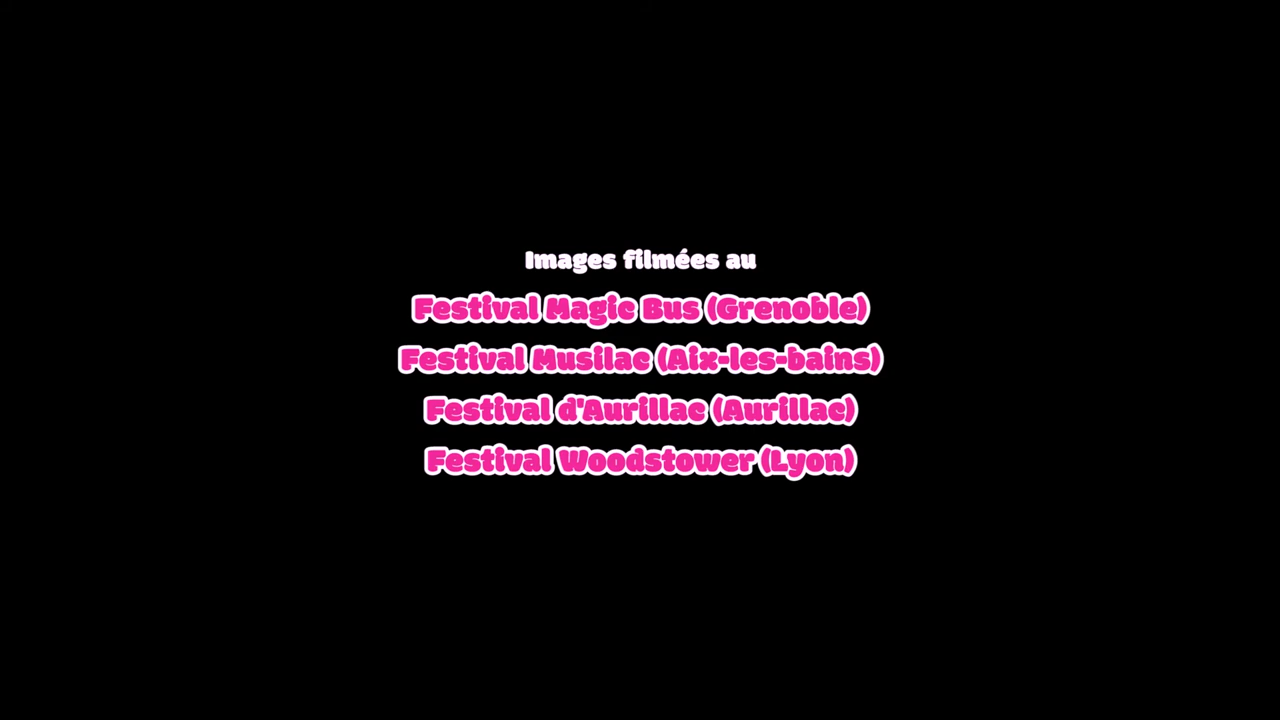 Images filmées au
Festival Magic Bus (Grenoble)
Festival Musilac (Aix-les-bains)
Festival d'Aurillac (Aurillac)
Festival Woodstower (Lyon)